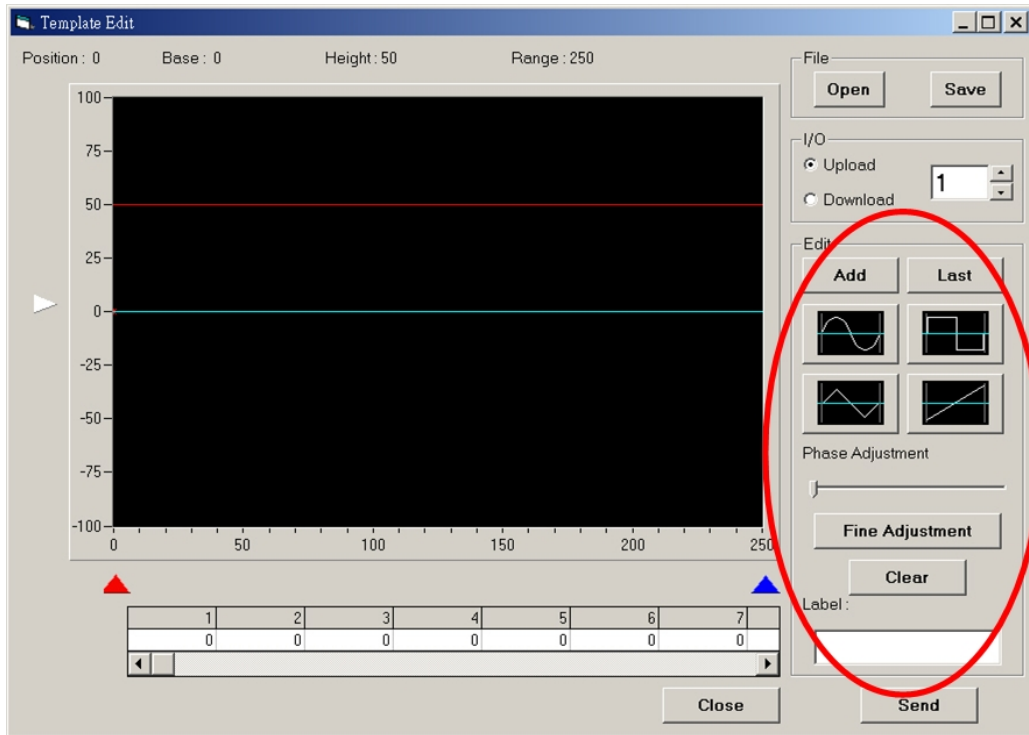 Template Edit
Position : 0 Base : 0 Height : 50 Range : 250
File
Open Save
I/O
Upload
1
Download
Edit
Add Last
Phase Adjustment
Fine Adjustment
Clear
Label :
100
75
50
25
0
-25
-50
-75
-100
0 50 100 150 200 250
1 2 3 4 5 6 7
0 0 0 0 0 0 0
Close Send